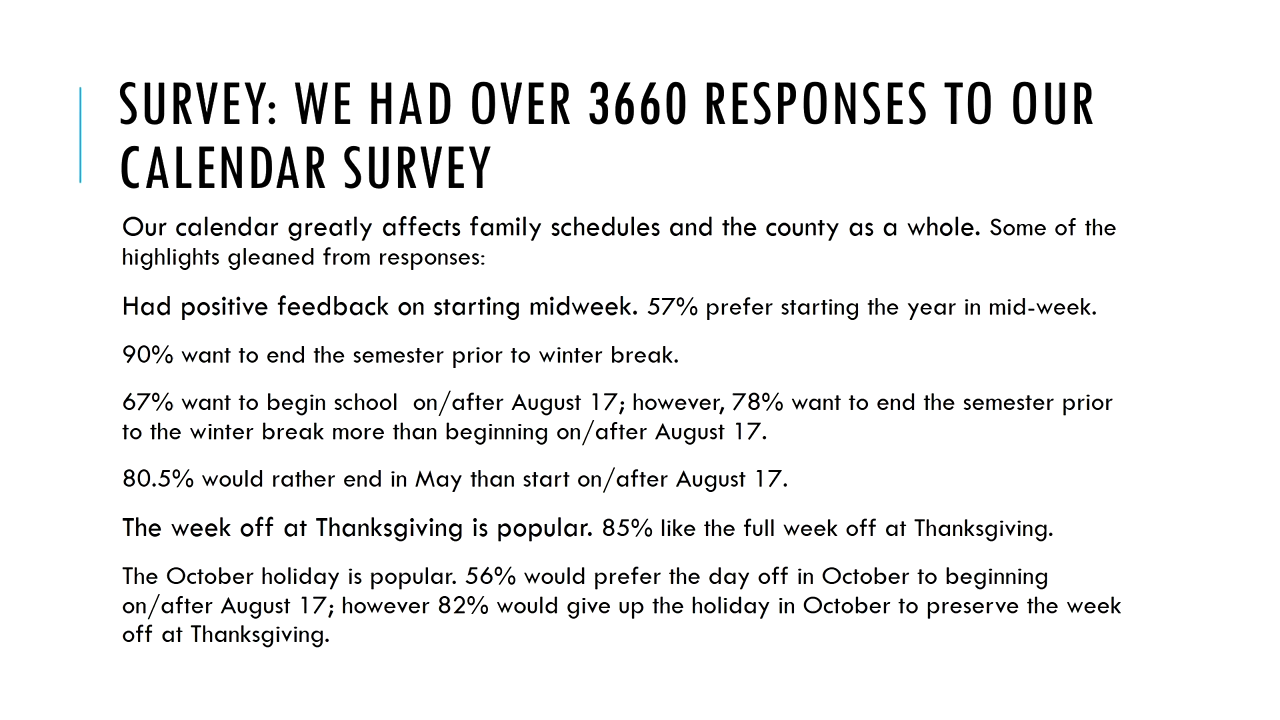 SURVEY: WE HAD OVER 3660 RESPONSES TO OUR
CALENDAR SURVEY
Our calendar greatly affects family schedules and the county as a whole. Some of the
highlights gleaned from responses:
Had positive feedback on starting midweek. 57% prefer starting the year in mid-week.
90% want to end the semester prior to winter break.
67% want to begin school  on/after August 17; however, 78% want to end the semester prior
to the winter break more than beginning on/after August 17.
80.5% would rather end in May than start on/after August 17.
The week off at Thanksgiving is popular. 85% like the full week off at Thanksgiving.
The October holiday is popular. 56% would prefer the day off in October to beginning
on/after August 17; however 82% would give up the holiday in October to preserve the week
off at Thanksgiving.